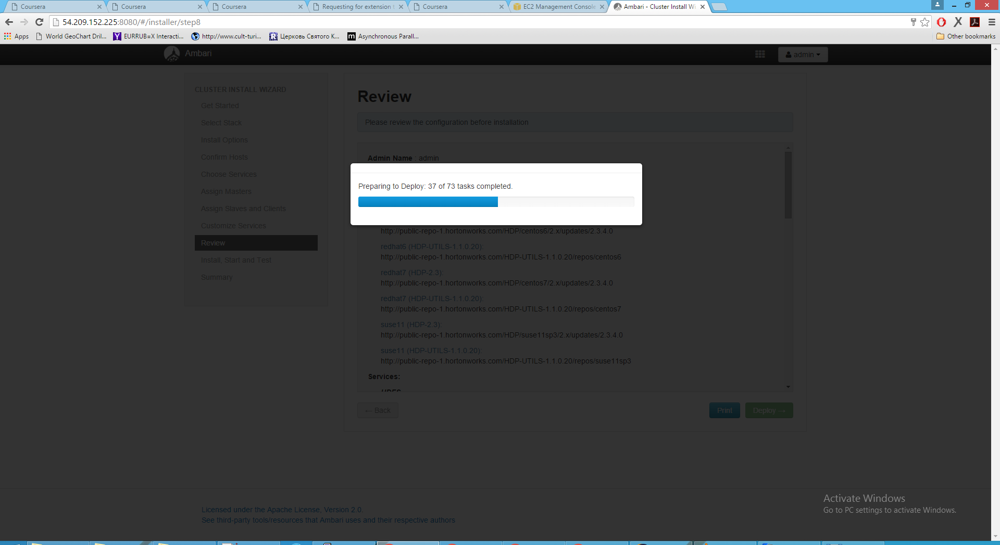 Coursera
Coursera
Coursera
Requesting for extension t
Coursera
EC2 Management Console
Ambari - Cluster Install Wi
54.209.152.225:8080/#/installer/step8
Apps
World GeoChart Dril...
EURRUB=X Interacti...
http://www.cult-turi...
Церковь Святого К...
Asynchronous Parall...
Other bookmarks
Ambari
admin
CLUSTER INSTALL WIZARD
Get Started
Select Stack
Install Options
Confirm Hosts
Choose Services
Assign Masters
Assign Slaves and Clients
Customize Services
Review
Install, Start and Test
Summary
Review
Please review the configuration before installation
Admin Name : admin
Preparing to Deploy: 37 of 73 tasks completed.
http://public-repo-1.hortonworks.com/HDP/centos6/2.x/updates/2.3.4.0
redhat6 (HDP-UTILS-1.1.0.20):
http://public-repo-1.hortonworks.com/HDP-UTILS-1.1.0.20/repos/centos6
redhat7 (HDP-2.3):
http://public-repo-1.hortonworks.com/HDP/centos7/2.x/updates/2.3.4.0
redhat7 (HDP-UTILS-1.1.0.20):
http://public-repo-1.hortonworks.com/HDP-UTILS-1.1.0.20/repos/centos7
suse11 (HDP-2.3):
http://public-repo-1.hortonworks.com/HDP/suse11sp3/2.x/updates/2.3.4.0
suse11 (HDP-UTILS-1.1.0.20):
http://public-repo-1.hortonworks.com/HDP-UTILS-1.1.0.20/repos/suse11sp3
Services:
HDFS
← Back
Print
Deploy →
Licensed under the Apache License, Version 2.0.
See third-party tools/resources that Ambari uses and their respective authors
Activate Windows
Go to PC settings to activate Windows.